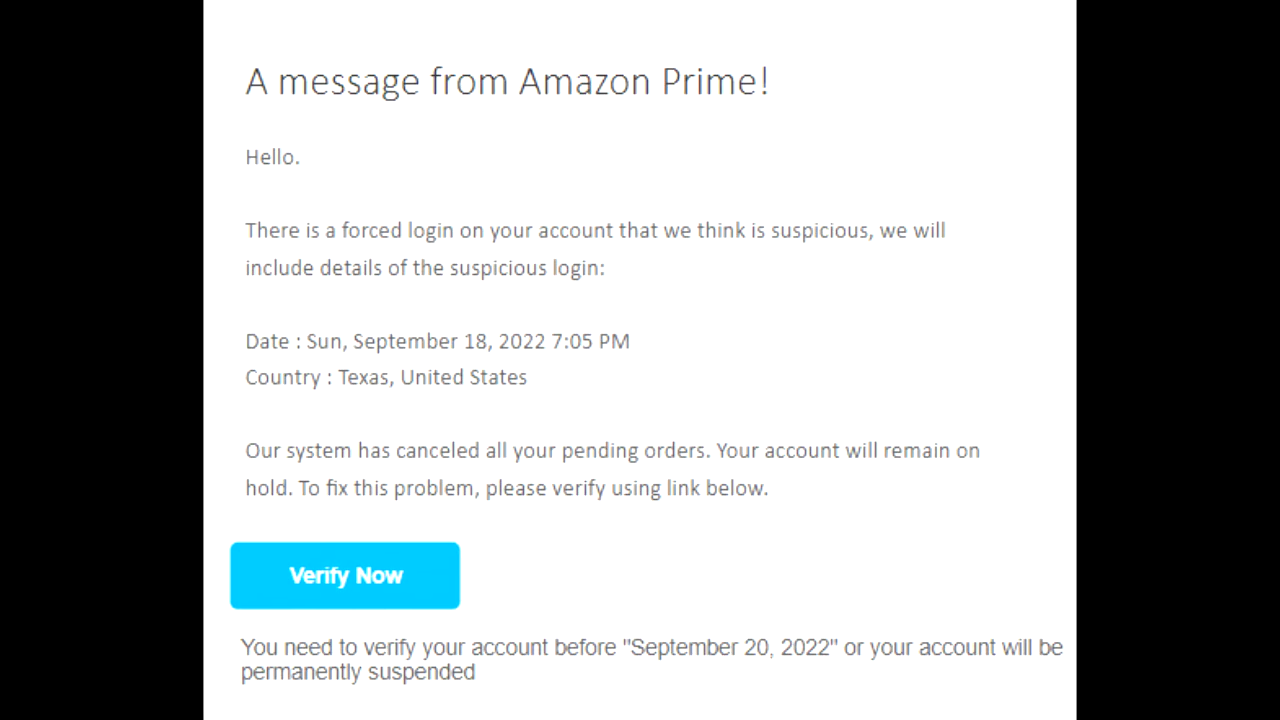 A message from Amazon Prime!
Hello.
There is a forced login on your account that we think is suspicious, we will
include details of the suspicious login:
Date : Sun, September 18, 2022 7:05 PM
Country : Texas, United States
Our system has canceled all your pending orders. Your account will remain on
hold. To fix this problem, please verify using link below.
Verify Now
You need to verify your account before "September 20, 2022" or your account will be
permanently suspended